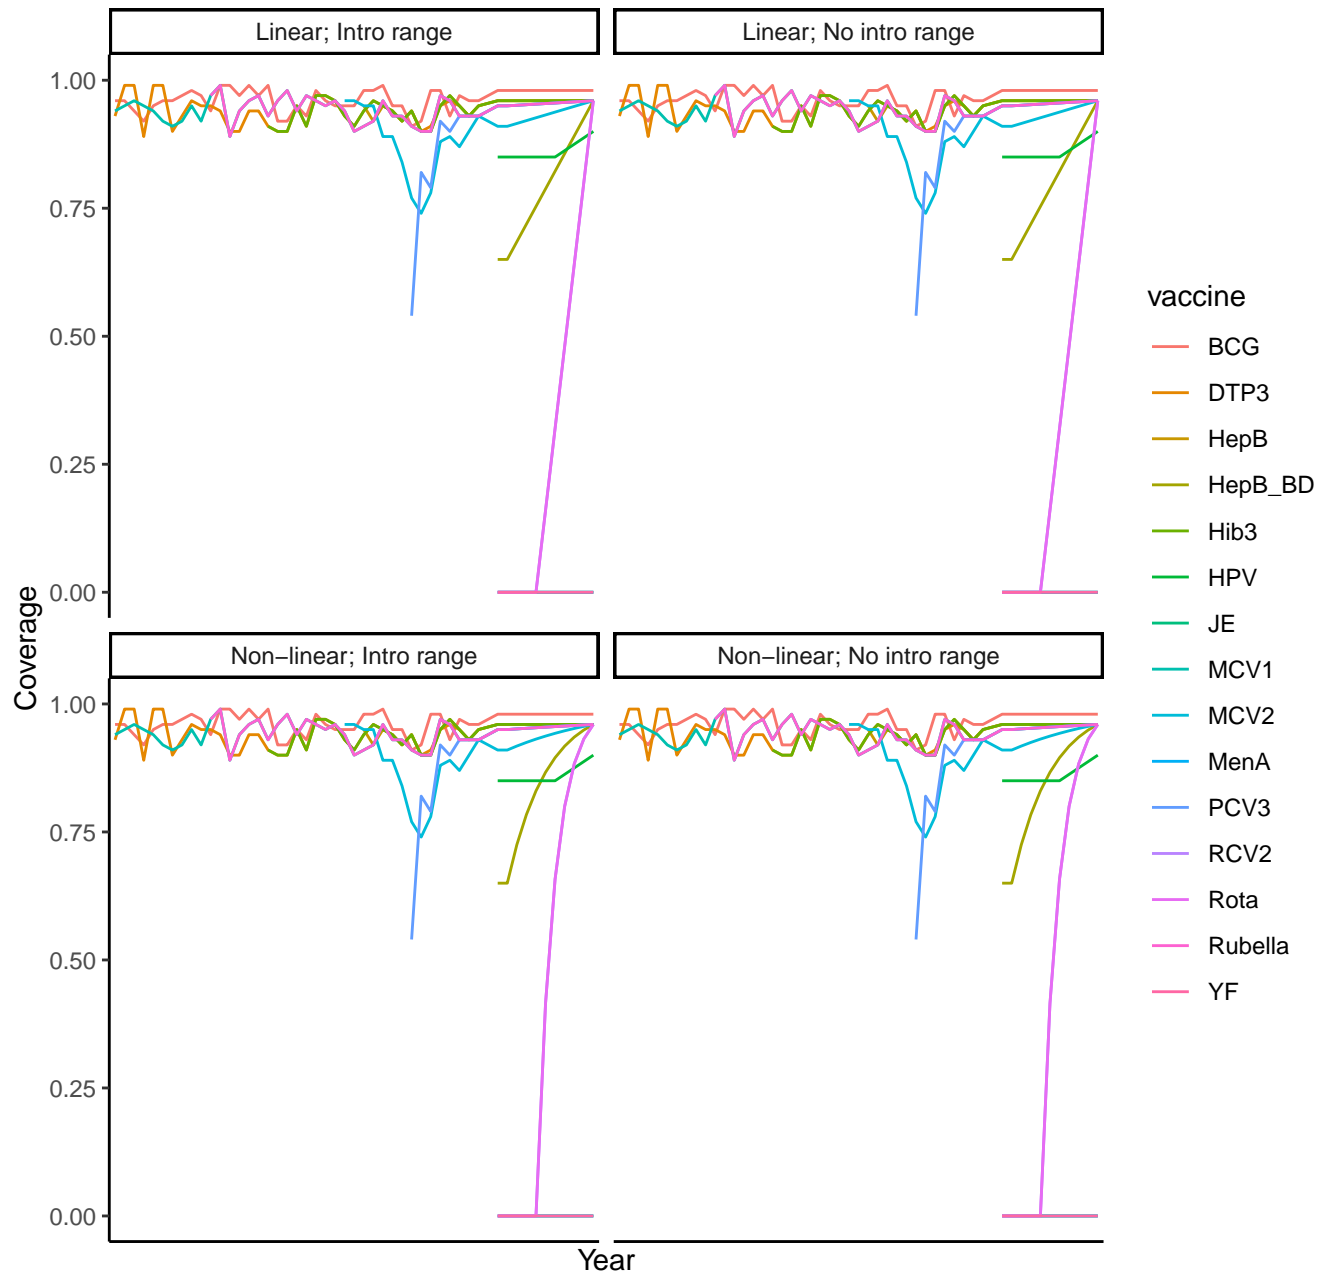 Linear; Intro range
Linear; No intro range
1.00
0.75
0.50
0.25
0.00
Non−linear; Intro range
Non−linear; No intro range
1.00
0.75
0.50
0.25
0.00
Coverage
Year
vaccine
BCG
DTP3
HepB
HepB_BD
Hib3
HPV
JE
MCV1
MCV2
MenA
PCV3
RCV2
Rota
Rubella
YF